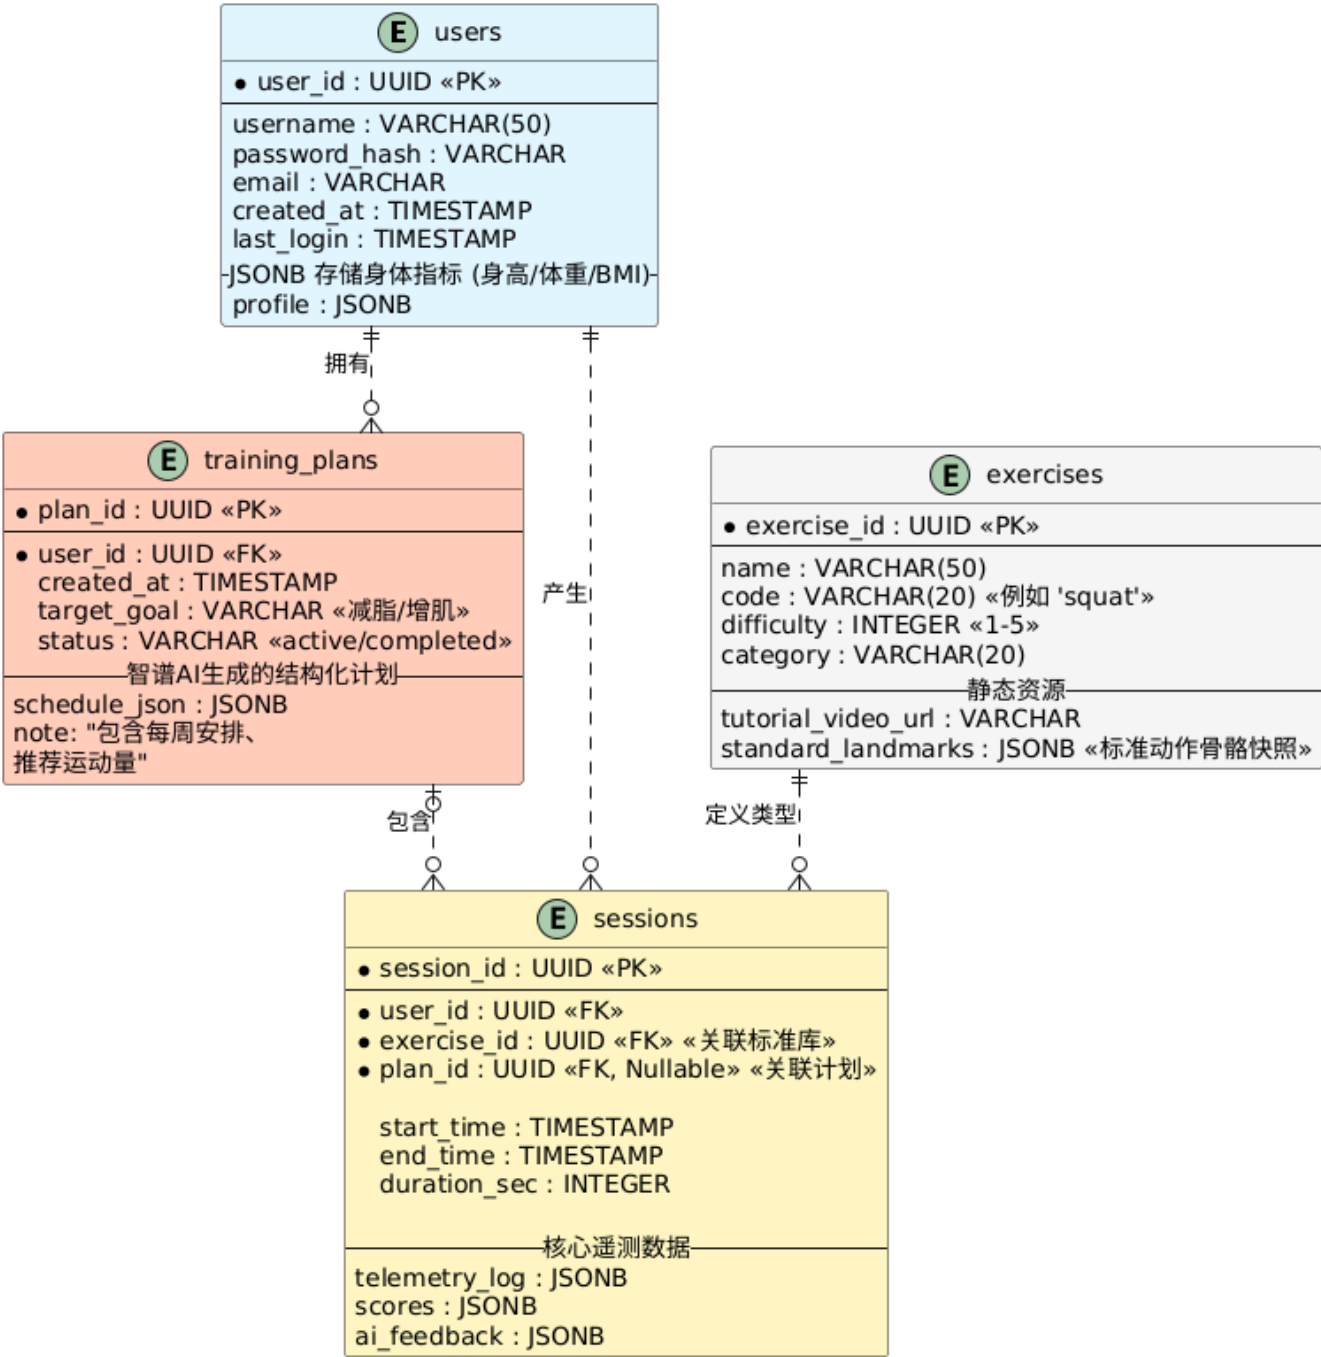 E users
user_id : UUID «PK»
username : VARCHAR(50)
password_hash : VARCHAR
email : VARCHAR
created_at : TIMESTAMP
last_login : TIMESTAMP
JSONB 存储身体指标 (身高/体重/BMI)
profile : JSONB
拥有
E training_plans
plan_id : UUID «PK»
user_id : UUID «FK»
created_at : TIMESTAMP
target_goal : VARCHAR «减脂/增肌»
status : VARCHAR «active/completed»
智谱AI生成的结构化计划
schedule_json : JSONB
note: "包含每周安排、
推荐运动量"
产生
E exercises
exercise_id : UUID «PK»
name : VARCHAR(50)
code : VARCHAR(20) «例如 'squat'»
difficulty : INTEGER «1-5»
category : VARCHAR(20)
静态资源
tutorial_video_url : VARCHAR
standard_landmarks : JSONB «标准动作骨骼快照»
包含
定义类型
E sessions
session_id : UUID «PK»
user_id : UUID «FK»
exercise_id : UUID «FK» «关联标准库»
plan_id : UUID «FK, Nullable» «关联计划»
start_time : TIMESTAMP
end_time : TIMESTAMP
duration_sec : INTEGER
核心遥测数据
telemetry_log : JSONB
scores : JSONB
ai_feedback : JSONB